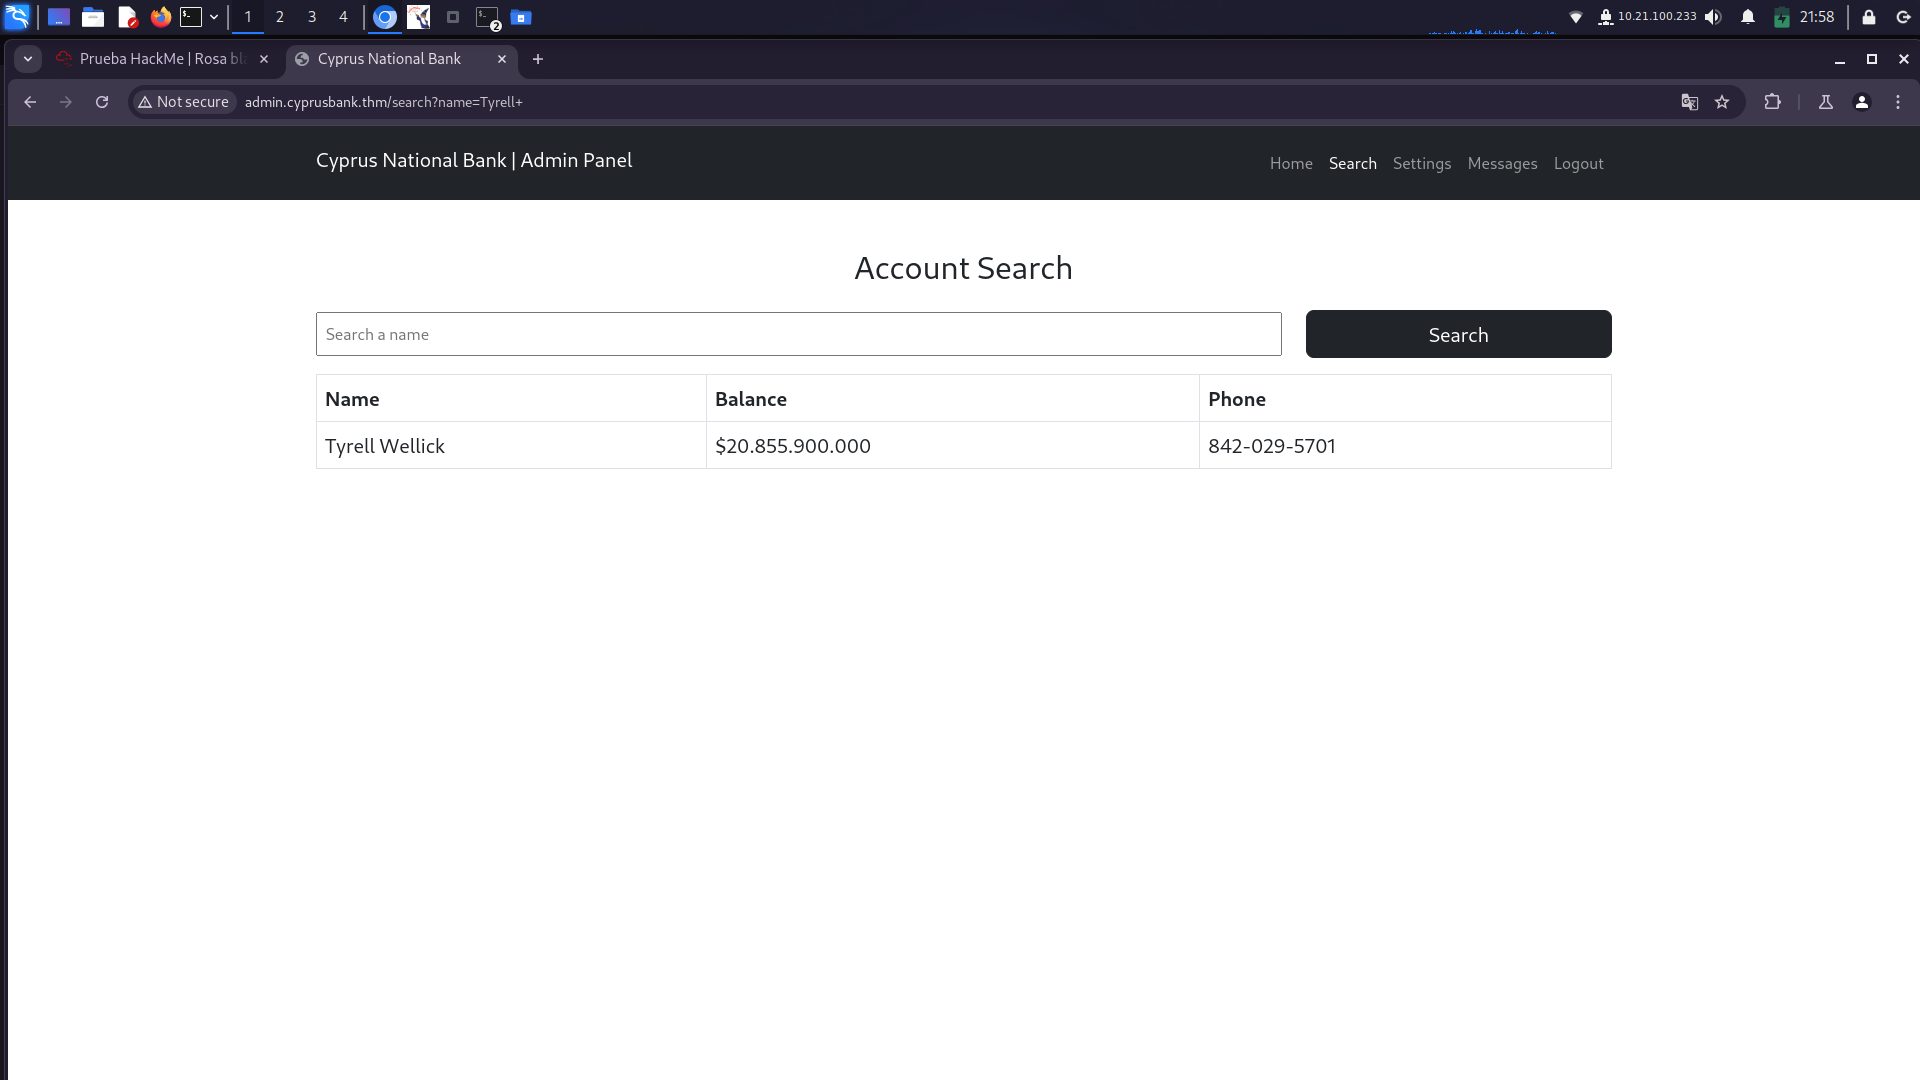 1 2 3 4 2 10.21.100.233 21:58
Prueba HackMe | Rosa bl Cyprus National Bank
Not secure admin.cyprusbank.thm/search?name=Tyrell+
Cyprus National Bank | Admin Panel Home Search Settings Messages Logout
Account Search
Search a name Search
Name Balance Phone
Tyrell Wellick $20.855.900.000 842-029-5701